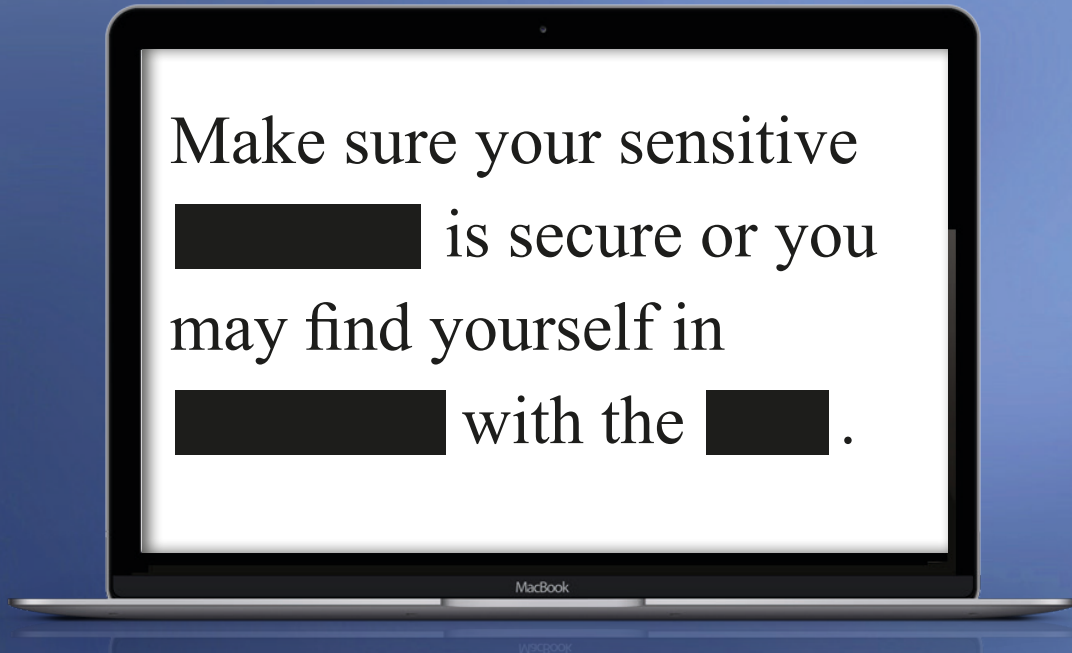 Make sure your sensitive
is secure or you
may find yourself in
with the .
MacBook